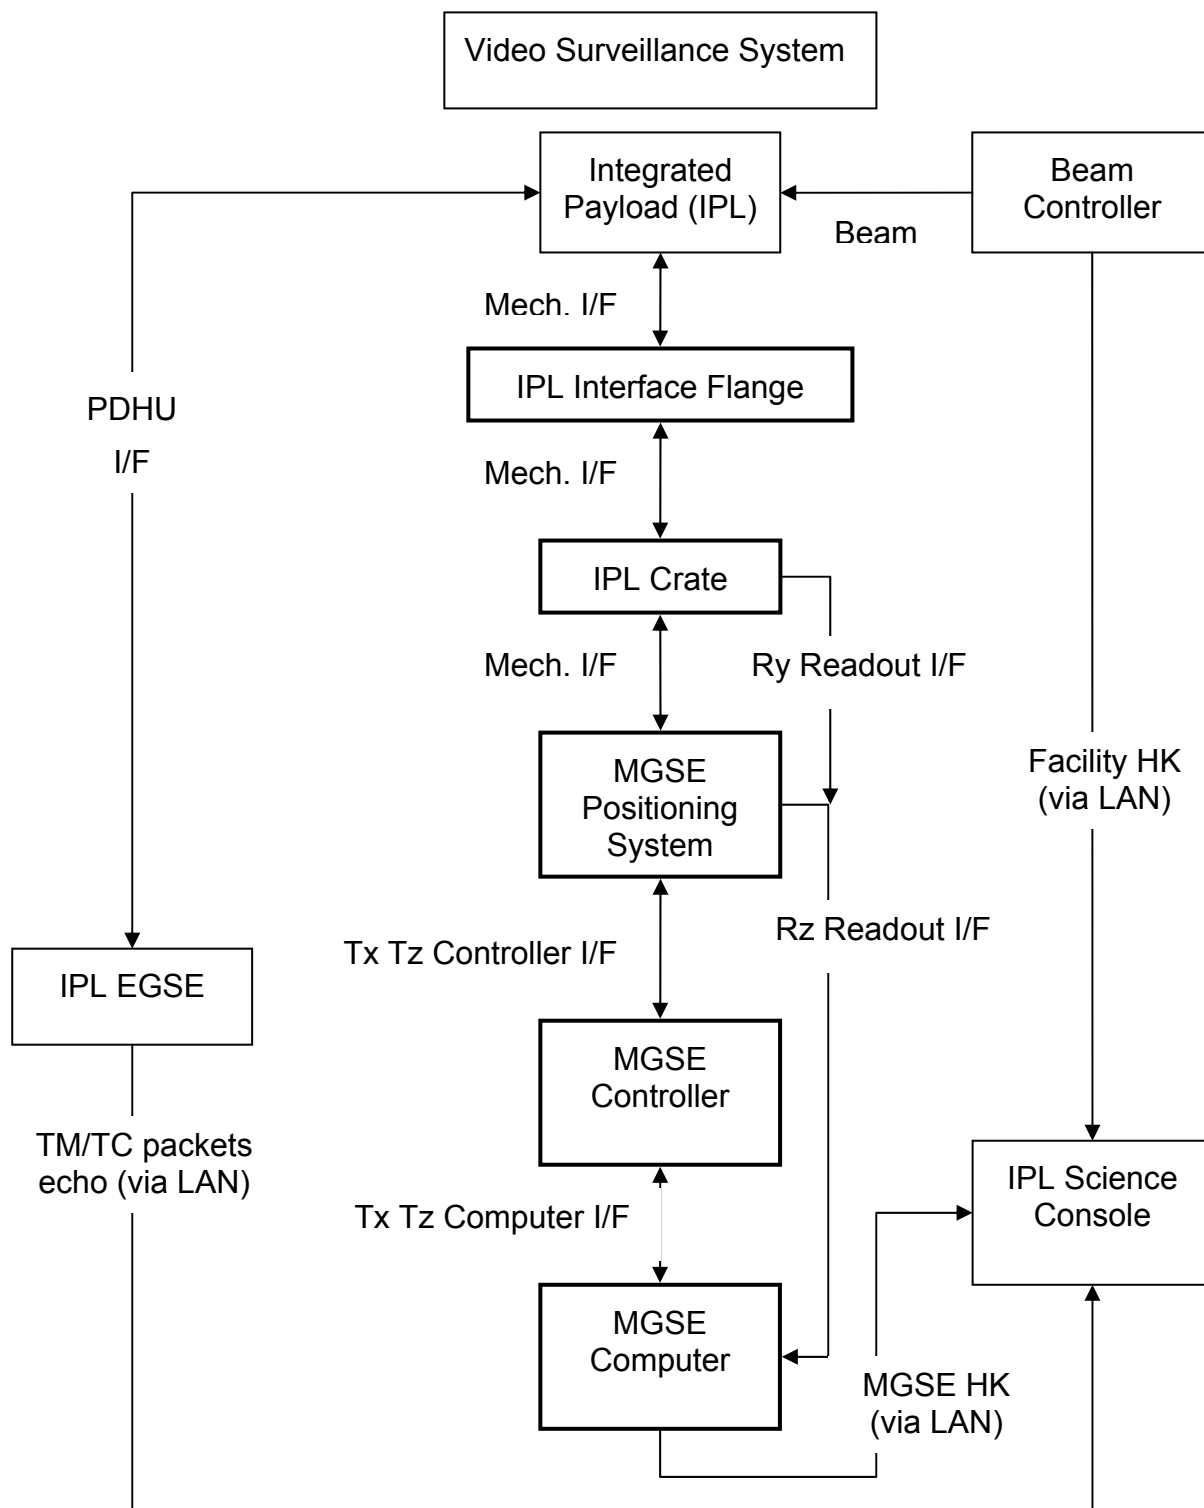 Video Surveillance System
Integrated
Payload (IPL)
Beam
Controller
Beam
Mech. I/F
IPL Interface Flange
PDHU
I/F
Mech. I/F
IPL Crate
Mech. I/F
Ry Readout I/F
MGSE
Positioning
System
Facility HK
(via LAN)
Rz Readout I/F
Tx Tz Controller I/F
IPL EGSE
MGSE
Controller
TM/TC packets
echo (via LAN)
IPL Science
Console
Tx Tz Computer I/F
MGSE
Computer
MGSE HK
(via LAN)